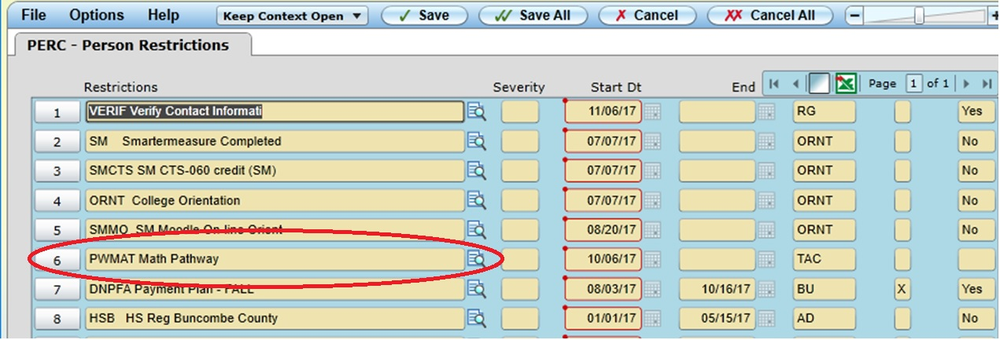 File Options Help Keep Context Open ▼ Save Save All Cancel Cancel All
PERC - Person Restrictions
Restrictions Severity Start Dt End Page 1 of 1
1 VERIF Verify Contact Informati 11/06/17 RG Yes
2 SM Smartermeasure Completed 07/07/17 ORNT No
3 SMCTS SM CTS-060 credit (SM) 07/07/17 ORNT No
4 ORNT College Orientation 07/07/17 ORNT No
5 SMMO SM Moodle On-line Orient 08/20/17 ORNT No
6 PWMAT Math Pathway 10/06/17 TAC
7 DNPFA Payment Plan - FALL 08/03/17 10/16/17 BU X Yes
8 HSB HS Reg Buncombe County 01/01/17 05/15/17 AD No